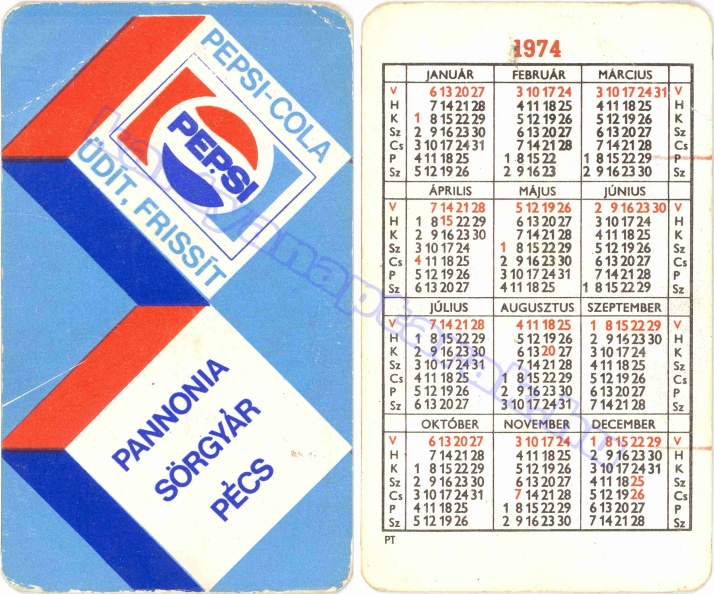 PEPSI-COLA
PEPSI
ÜDÍT, FRISSÍT
PANNONIA
SÖRGYÁR
PÉCS
1974
JANUÁR FEBRUÁR MÁRCIUS
V 6 13 20 27 3 10 17 24 3 10 17 24 31 V
H 7 14 21 28 4 11 18 25 4 11 18 25 H
K 1 8 15 22 29 5 12 19 26 5 12 19 26 K
Sz 2 9 16 23 30 6 13 20 27 6 13 20 27 Sz
Cs 3 10 17 24 31 7 14 21 28 7 14 21 28 Cs
P 4 11 18 25 1 8 15 22 1 8 15 22 29 P
Sz 5 12 19 26 2 9 16 23 2 9 16 23 30 Sz
ÁPRILIS MÁJUS JÚNIUS
V 7 14 21 28 5 12 19 26 2 9 16 23 30 V
H 1 8 15 22 29 6 13 20 27 3 10 17 24 H
K 2 9 16 23 30 7 14 21 28 4 11 18 25 K
Sz 3 10 17 24 1 8 15 22 29 5 12 19 26 Sz
Cs 4 11 18 25 2 9 16 23 30 6 13 20 27 Cs
P 5 12 19 26 3 10 17 24 31 7 14 21 28 P
Sz 6 13 20 27 4 11 18 25 1 8 15 22 29 Sz
JÚLIUS AUGUSZTUS SZEPTEMBER
V 7 14 21 28 4 11 18 25 1 8 15 22 29 V
H 1 8 15 22 29 5 12 19 26 2 9 16 23 30 H
K 2 9 16 23 30 6 13 20 27 3 10 17 24 K
Sz 3 10 17 24 31 7 14 21 28 4 11 18 25 Sz
Cs 4 11 18 25 1 8 15 22 29 5 12 19 26 Cs
P 5 12 19 26 2 9 16 23 30 6 13 20 27 P
Sz 6 13 20 27 3 10 17 24 31 7 14 21 28 Sz
OKTÓBER NOVEMBER DECEMBER
V 6 13 20 27 3 10 17 24 1 8 15 22 29 V
H 7 14 21 28 4 11 18 25 2 9 16 23 30 H
K 1 8 15 22 29 5 12 19 26 3 10 17 24 31 K
Sz 2 9 16 23 30 6 13 20 27 4 11 18 25 Sz
Cs 3 10 17 24 31 7 14 21 28 5 12 19 26 Cs
P 4 11 18 25 1 8 15 22 29 6 13 20 27 P
Sz 5 12 19 26 2 9 16 23 30 7 14 21 28 Sz
PT